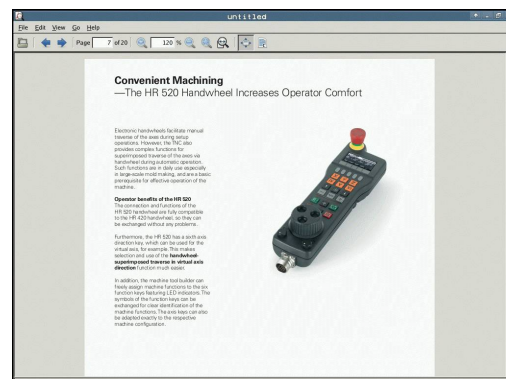 untitled
File Edit View Go Help
Page 7 of 20 120 %
Convenient Machining
—The HR 520 Handwheel Increases Operator Comfort
Electronic handwheels facilitate manual
traverse of the axes during setup
operations. However, the TNC also
provides complex functions for
superimposed traverse of the axes via
handwheel during automatic operation.
Such functions are in daily use especially
in large-scale mold making, and are a basic
prerequisite for effective operation of the
machine.
Operator benefits of the HR 520
The connection and functions of the
HR 520 handwheel are fully compatible
to the HR 420 handwheel, so they can
be exchanged without any problems.
Furthermore, the HR 520 has a sixth axis
direction key, which can be used for the
virtual axis, for example. This makes
selection and use of the handwheel-
superimposed traverse in virtual axis
direction function much easier.
In addition, the machine tool builder can
freely assign machine functions to the six
function keys featuring LED indicators. The
symbols of the function keys can be
exchanged for clear identification of the
machine functions. The axis keys can also
be adapted exactly to the respective
machine configuration.